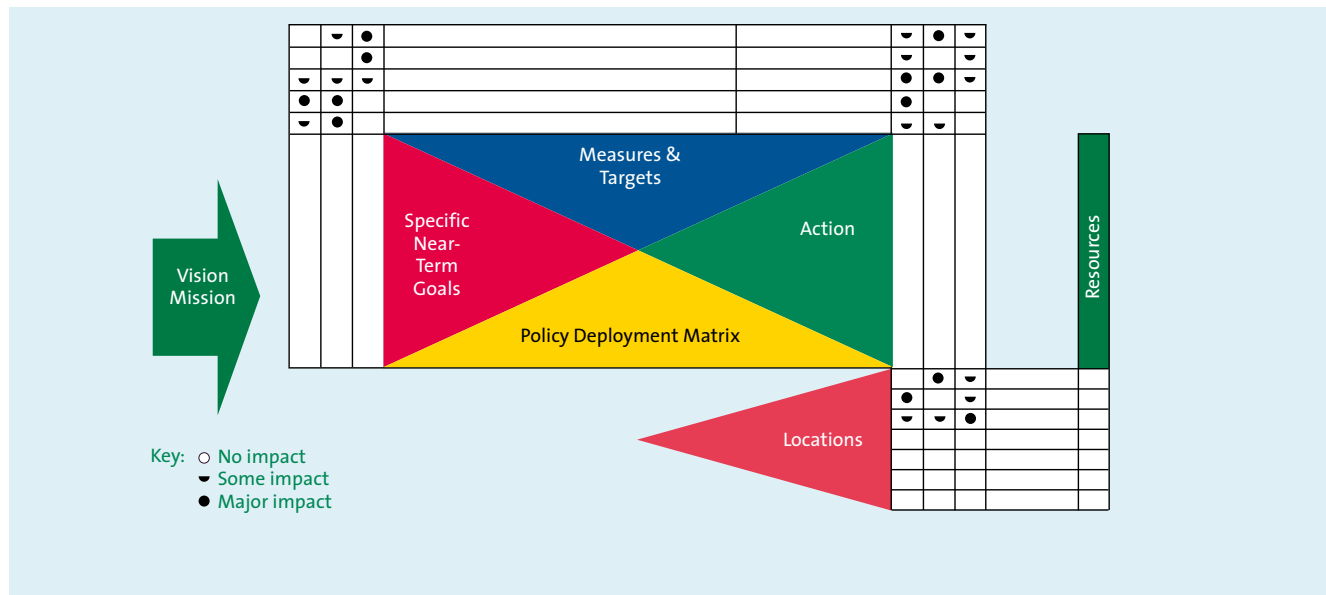 Measures &
Targets
Specific
Near-
Term
Goals
Action
Vision
Mission
Resources
Policy Deployment Matrix
Locations
Key:
No impact
Some impact
Major impact